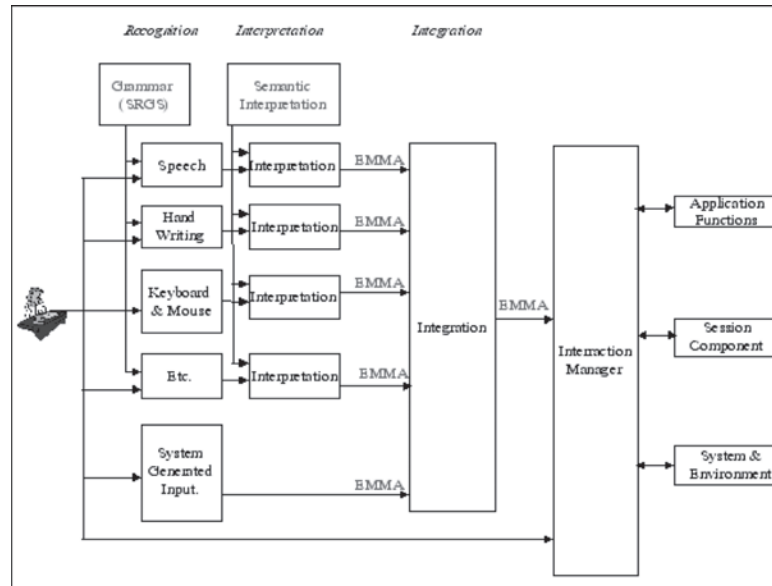 Recognition Interpretation Integration
Grammar
(SRGS)
Semantic
Interpretation
Speech
Interpretation
EMMA
Hand
Writing
Interpretation
EMMA
Keyboard
& Mouse
Interpretation
EMMA
Etc.
Interpretation
EMMA
System
Generated
Input.
EMMA
Integration
EMMA
Interaction
Manager
Application
Functions
Session
Component
System &
Environment